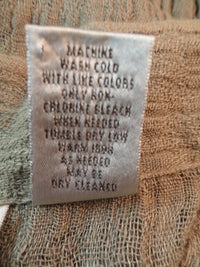 MACHINE
WASH COLD
WITH LIKE COLORS
ONLY NON-
CHLORINE BLEACH
WHEN NEEDED
TUMBLE DRY LOW
WARM IRON
AS NEEDED
MAY BE
DRY CLEANED